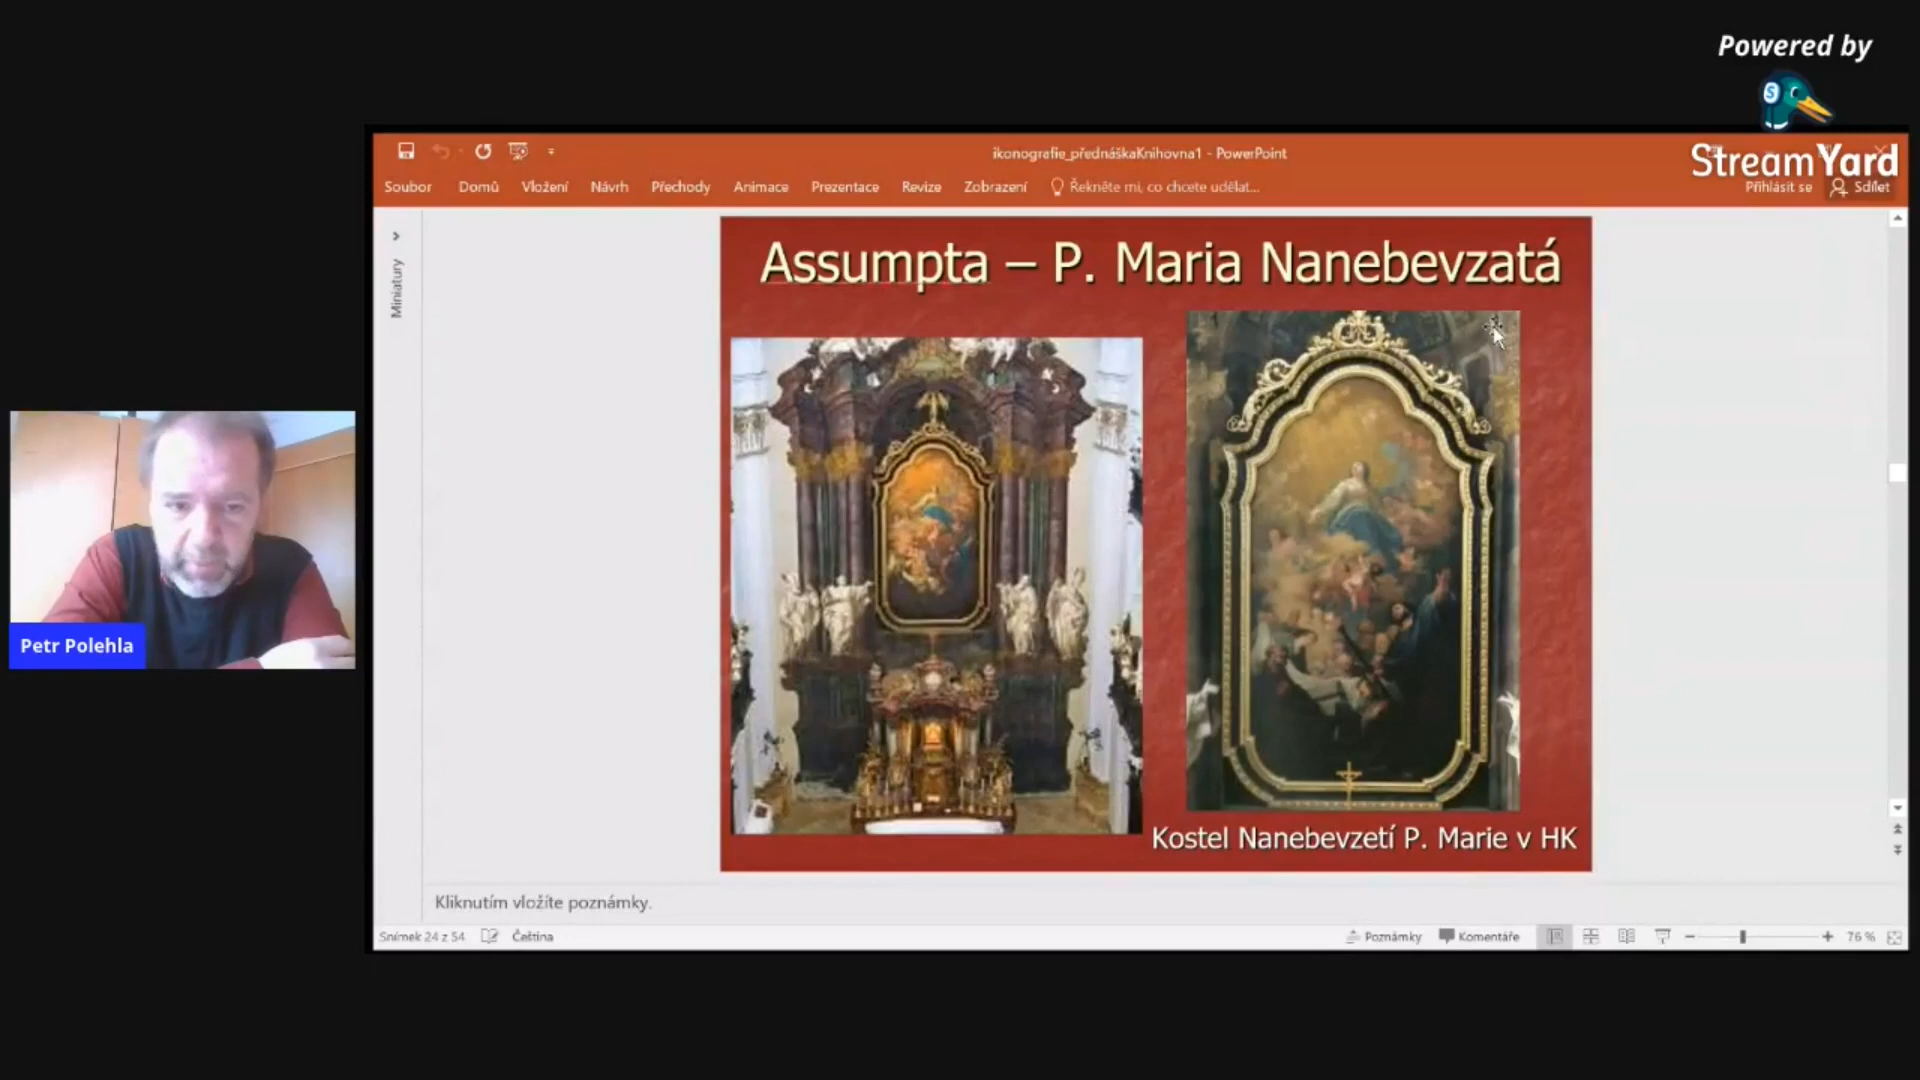 Powered by
StreamYard
ikonografie_přednáškaKnihovna1 - PowerPoint
Soubor Domů Vložení Návrh Přechody Animace Prezentace Revize Zobrazení Řekněte mi, co chcete udělat... Přihlásit se Sdílet
Miniatury
Assumpta – P. Maria Nanebevzatá
Kostel Nanebevzetí P. Marie v HK
Petr Polehla
Kliknutím vložíte poznámky.
Snímek 24 z 54 Čeština Poznámky Komentáře 76 %